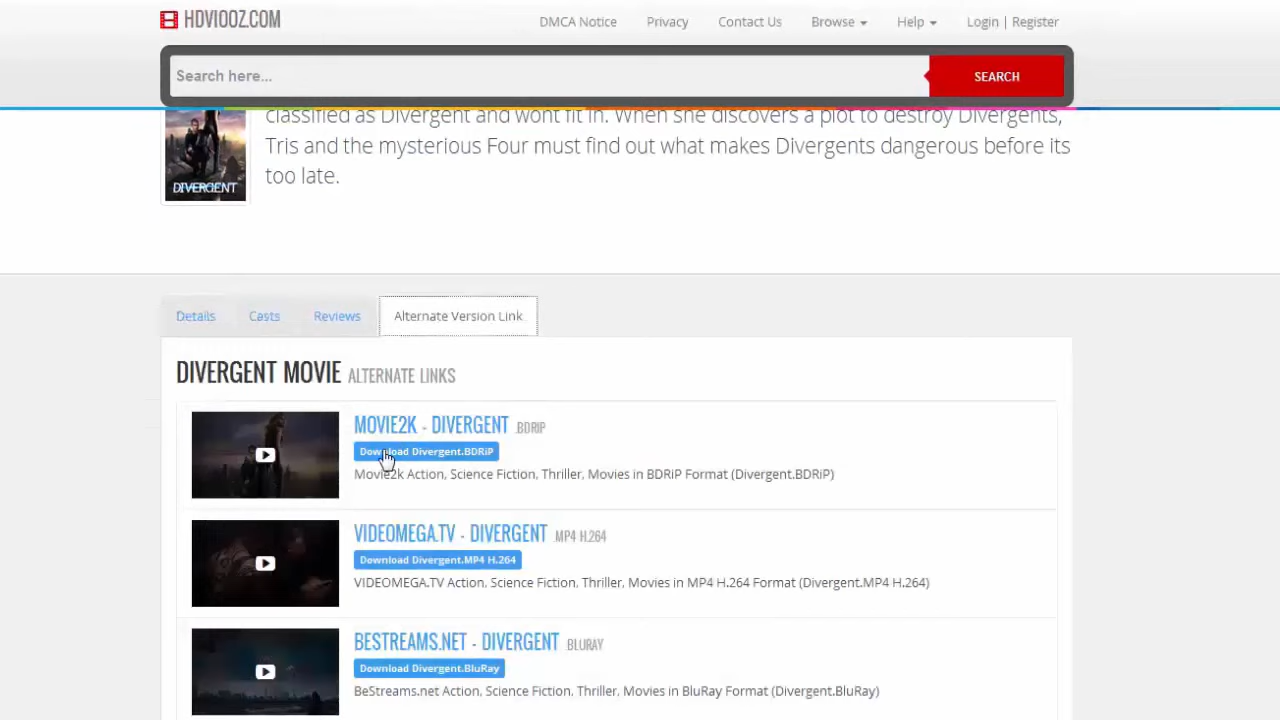 HDVIOOZ.COM
DMCA Notice Privacy Contact Us Browse Help Login | Register
Search here...
SEARCH
classified as Divergent and wont fit in. When she discovers a plot to destroy Divergents,
Tris and the mysterious Four must find out what makes Divergents dangerous before its
too late.
DIVERGENT
Details Casts Reviews Alternate Version Link
DIVERGENT MOVIE ALTERNATE LINKS
MOVIE2K - DIVERGENT .BDRIP
Download Divergent.BDRiP
Movie2k Action, Science Fiction, Thriller, Movies in BDRiP Format (Divergent.BDRiP)
VIDEOMEGA.TV - DIVERGENT MP4 H.264
Download Divergent.MP4 H.264
VIDEOMEGA.TV Action, Science Fiction, Thriller, Movies in MP4 H.264 Format (Divergent.MP4 H.264)
BESTREAMS.NET - DIVERGENT BLURAY
Download Divergent.BluRay
BeStreams.net Action, Science Fiction, Thriller, Movies in BluRay Format (Divergent.BluRay)